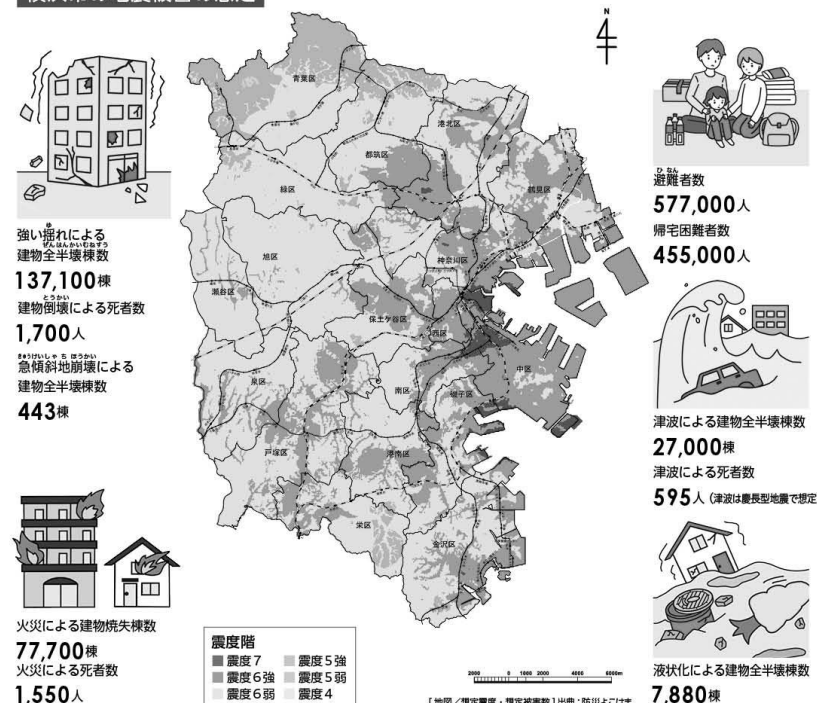 強い揺れによる
建物全半壊棟数
137,100棟
建物倒壊による死者数
1,700人
急傾斜地崩壊による
建物全半壊棟数
443棟
火災による建物焼失棟数
77,700棟
火災による死者数
1,550人
N
青葉区
港北区
都筑区
鶴見区
緑区
神奈川区
旭区
瀬谷区
保土ケ谷区
西区
中区
泉区
南区
磯子区
戸塚区
港南区
栄区
金沢区
震度階
震度7 震度5強
震度6強 震度5弱
震度6弱 震度4
2000 0 1000 2000 4000 6000m
[地図/想定震度・想定被害数]出典:防災よこはま
避難者数
577,000人
帰宅困難者数
455,000人
津波による建物全半壊棟数
27,000棟
津波による死者数
595人(津波は慶長型地震で想定
液状化による建物全半壊棟数
7,880棟